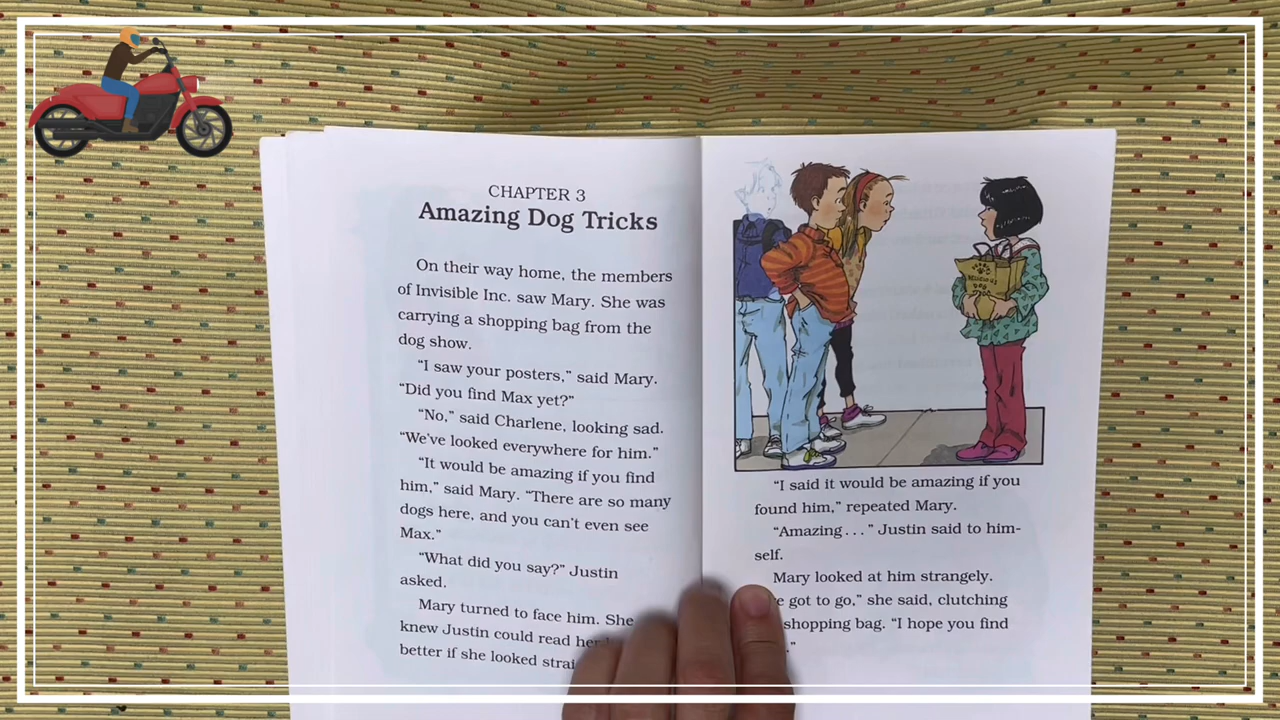 CHAPTER 3
Amazing Dog Tricks
On their way home, the members
of Invisible Inc. saw Mary. She was
carrying a shopping bag from the
dog show.
“I saw your posters,” said Mary.
“Did you find Max yet?”
“No,” said Charlene, looking sad.
“We’ve looked everywhere for him.”
“It would be amazing if you find
him,” said Mary. “There are so many
dogs here, and you can’t even see
Max.”
“What did you say?” Justin
asked.
Mary turned to face him. She
knew Justin could read her
better if she looked
DOG
“I said it would be amazing if you
found him,” repeated Mary.
“Amazing . . .” Justin said to him-
self.
Mary looked at him strangely.
got to go,” she said, clutching
shopping bag. “I hope you find